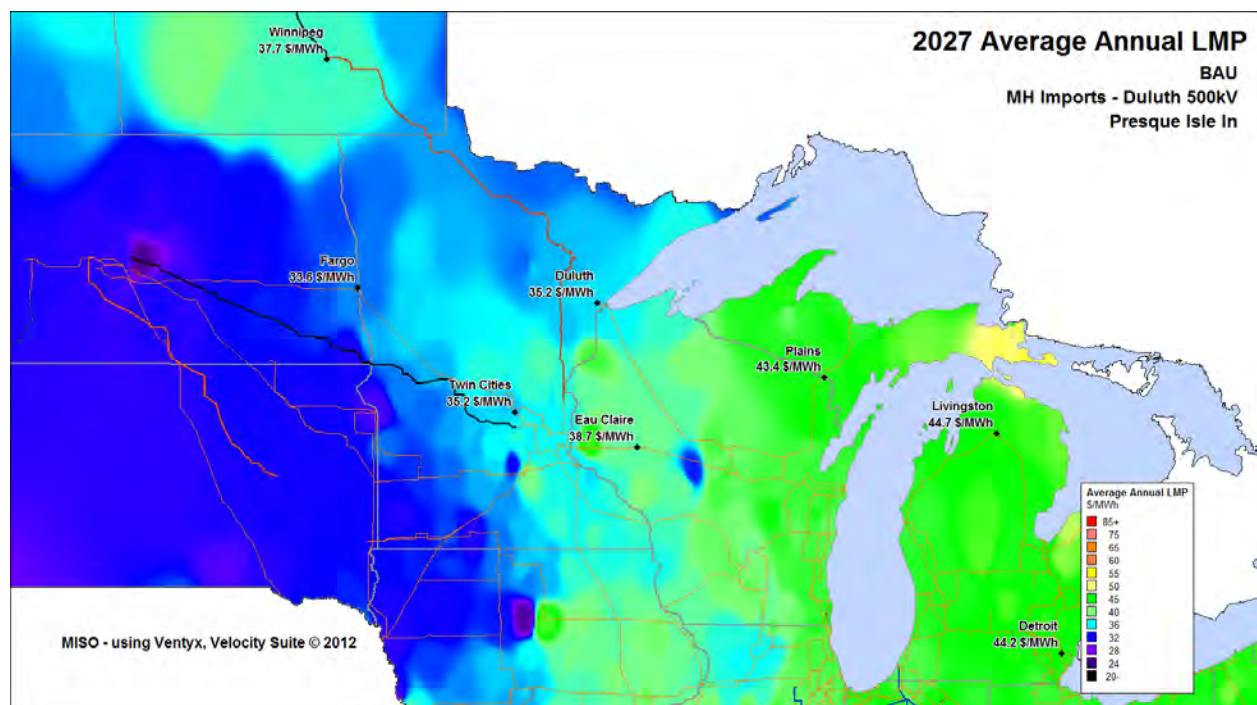 2027 Average Annual LMP
BAU
MH Imports - Duluth 500kV
Presque Isle In
Winnipeg
37.7 $/MWh
Fargo
33.6 $/MWh
Duluth
35.2 $/MWh
Plains
43.4 $/MWh
Twin Cities
35.2 $/MWh
Eau Claire
38.7 $/MWh
Livingston
44.7 $/MWh
Detroit
44.2 $/MWh
Average Annual LMP
$/MWh
85+
75
65
60
55
50
45
40
36
32
28
24
20-
MISO - using Ventyx, Velocity Suite © 2012